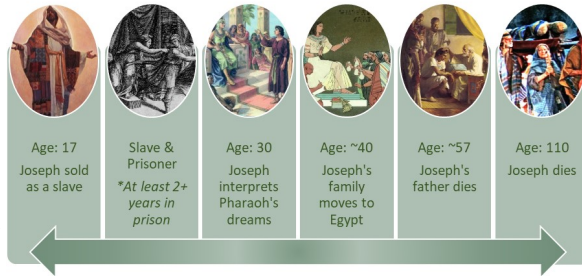 Age: 17
Joseph sold
as a slave
Slave &
Prisoner
*At least 2+
years in
prison
Age: 30
Joseph
interprets
Pharaoh's
dreams
Age: ~40
Joseph's
family
moves to
Egypt
Age: ~57
Joseph's
father dies
Age: 110
Joseph dies